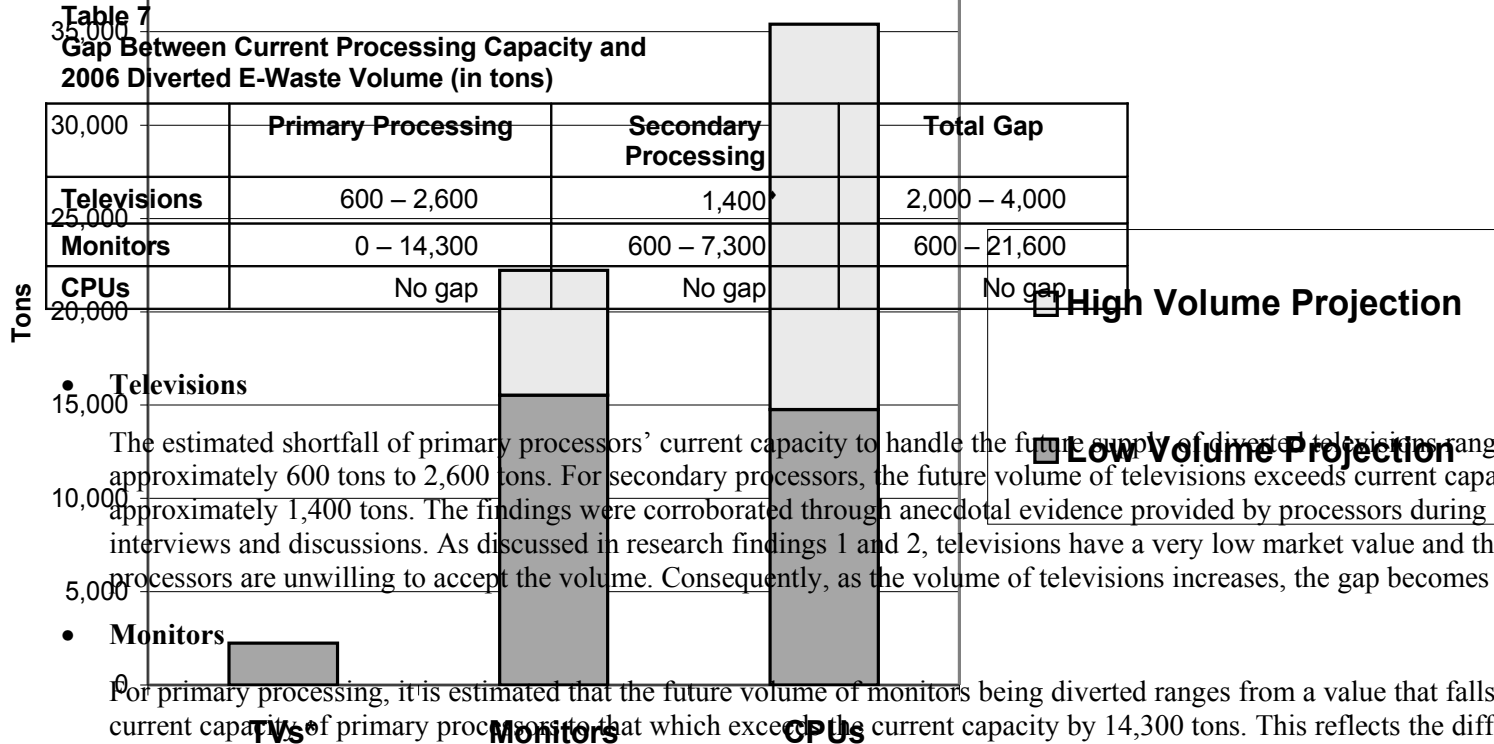 Table 7
Gap Between Current Processing Capacity and
2006 Diverted E-Waste Volume (in tons)
Primary Processing Secondary Processing Total Gap
Televisions 600 – 2,600 1,400 2,000 – 4,000
Monitors 0 – 14,300 600 – 7,300 600 – 21,600
CPUs No gap No gap No gap
• Televisions
The estimated shortfall of primary processors’ current capacity to handle the future supply of diverted televisions
approximately 600 tons to 2,600 tons. For secondary processors, the future volume of televisions exceeds current
approximately 1,400 tons. The findings were corroborated through anecdotal evidence provided by processors during
interviews and discussions. As discussed in research findings 1 and 2, televisions have a very low market value and
processors are unwilling to accept the volume. Consequently, as the volume of televisions increases, the gap becomes
• Monitors
For primary processing, it is estimated that the future volume of monitors being diverted ranges from a value that falls
current capacity of primary processors to that which exceeds the current capacity by 14,300 tons. This reflects the
Tons
35,000
30,000
25,000
20,000
15,000
10,000
5,000
0
TVs*
Monitors
CPUs
High Volume Projection
Low Volume Projection